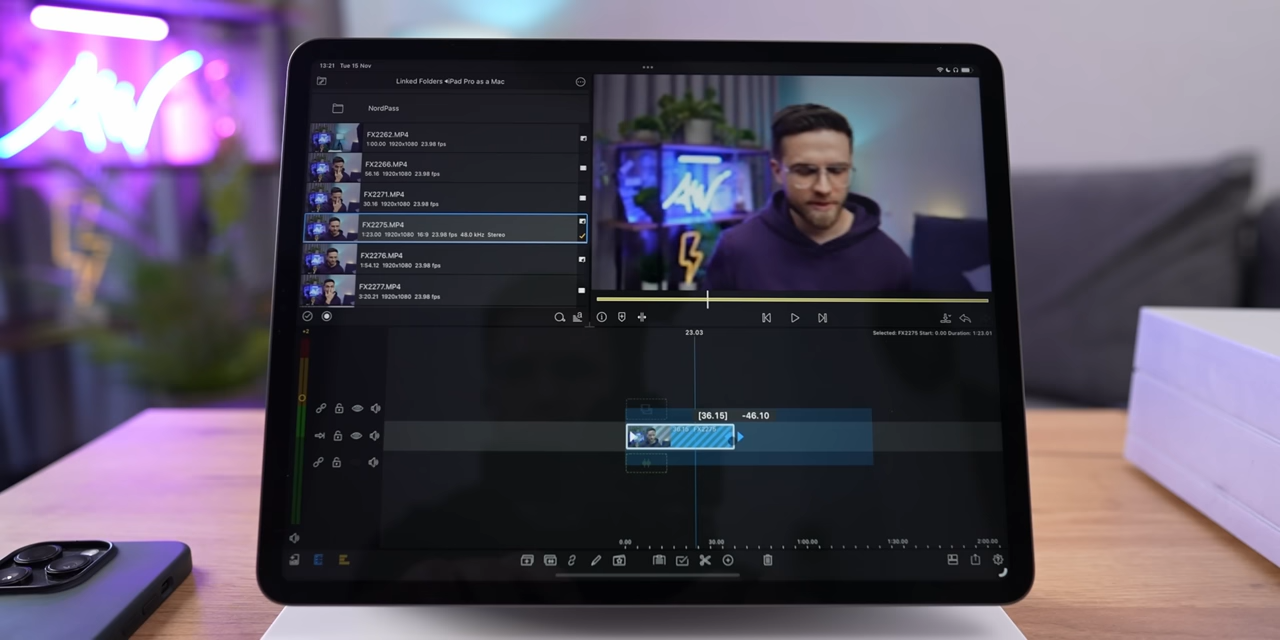 AW
13:21 Tue 15 Nov
Linked Folders iPad Pro as a Mac
NordPass
FX2262.MP4
1:00.00 1920x1080 23.98 fps
FX2266.MP4
56.16 1920x1080 23.98 fps
FX2271.MP4
30.16 1920x1080 23.98 fps
FX2275.MP4
1:23.00 1920x1080 16:9 23.98 fps 48.0 kHz Stereo
FX2276.MP4
1:54.12 1920x1080 23.98 fps
FX2277.MP4
3:20.21 1920x1080 23.98 fps
AW
+2
23.03
Selected: FX2275 Start: 0.00 Duration: 1:23.01
[36.15] -46.10
FX2275
30.00 1:00.00 1:30.00 2:00.00